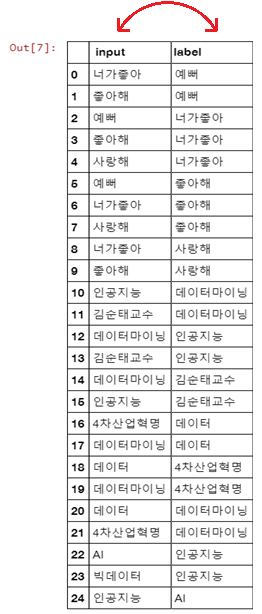 Out[7]:
input label
0 너가좋아 예뻐
1 좋아해 예뻐
2 예뻐 너가좋아
3 좋아해 너가좋아
4 사랑해 너가좋아
5 예뻐 좋아해
6 너가좋아 좋아해
7 사랑해 좋아해
8 너가좋아 사랑해
9 좋아해 사랑해
10 인공지능 데이터마이닝
11 김순태교수 데이터마이닝
12 데이터마이닝 인공지능
13 김순태교수 인공지능
14 데이터마이닝 김순태교수
15 인공지능 김순태교수
16 4차산업혁명 데이터
17 데이터마이닝 데이터
18 데이터 4차산업혁명
19 데이터마이닝 4차산업혁명
20 데이터 데이터마이닝
21 4차산업혁명 데이터마이닝
22 AI 인공지능
23 빅데이터 인공지능
24 인공지능 AI